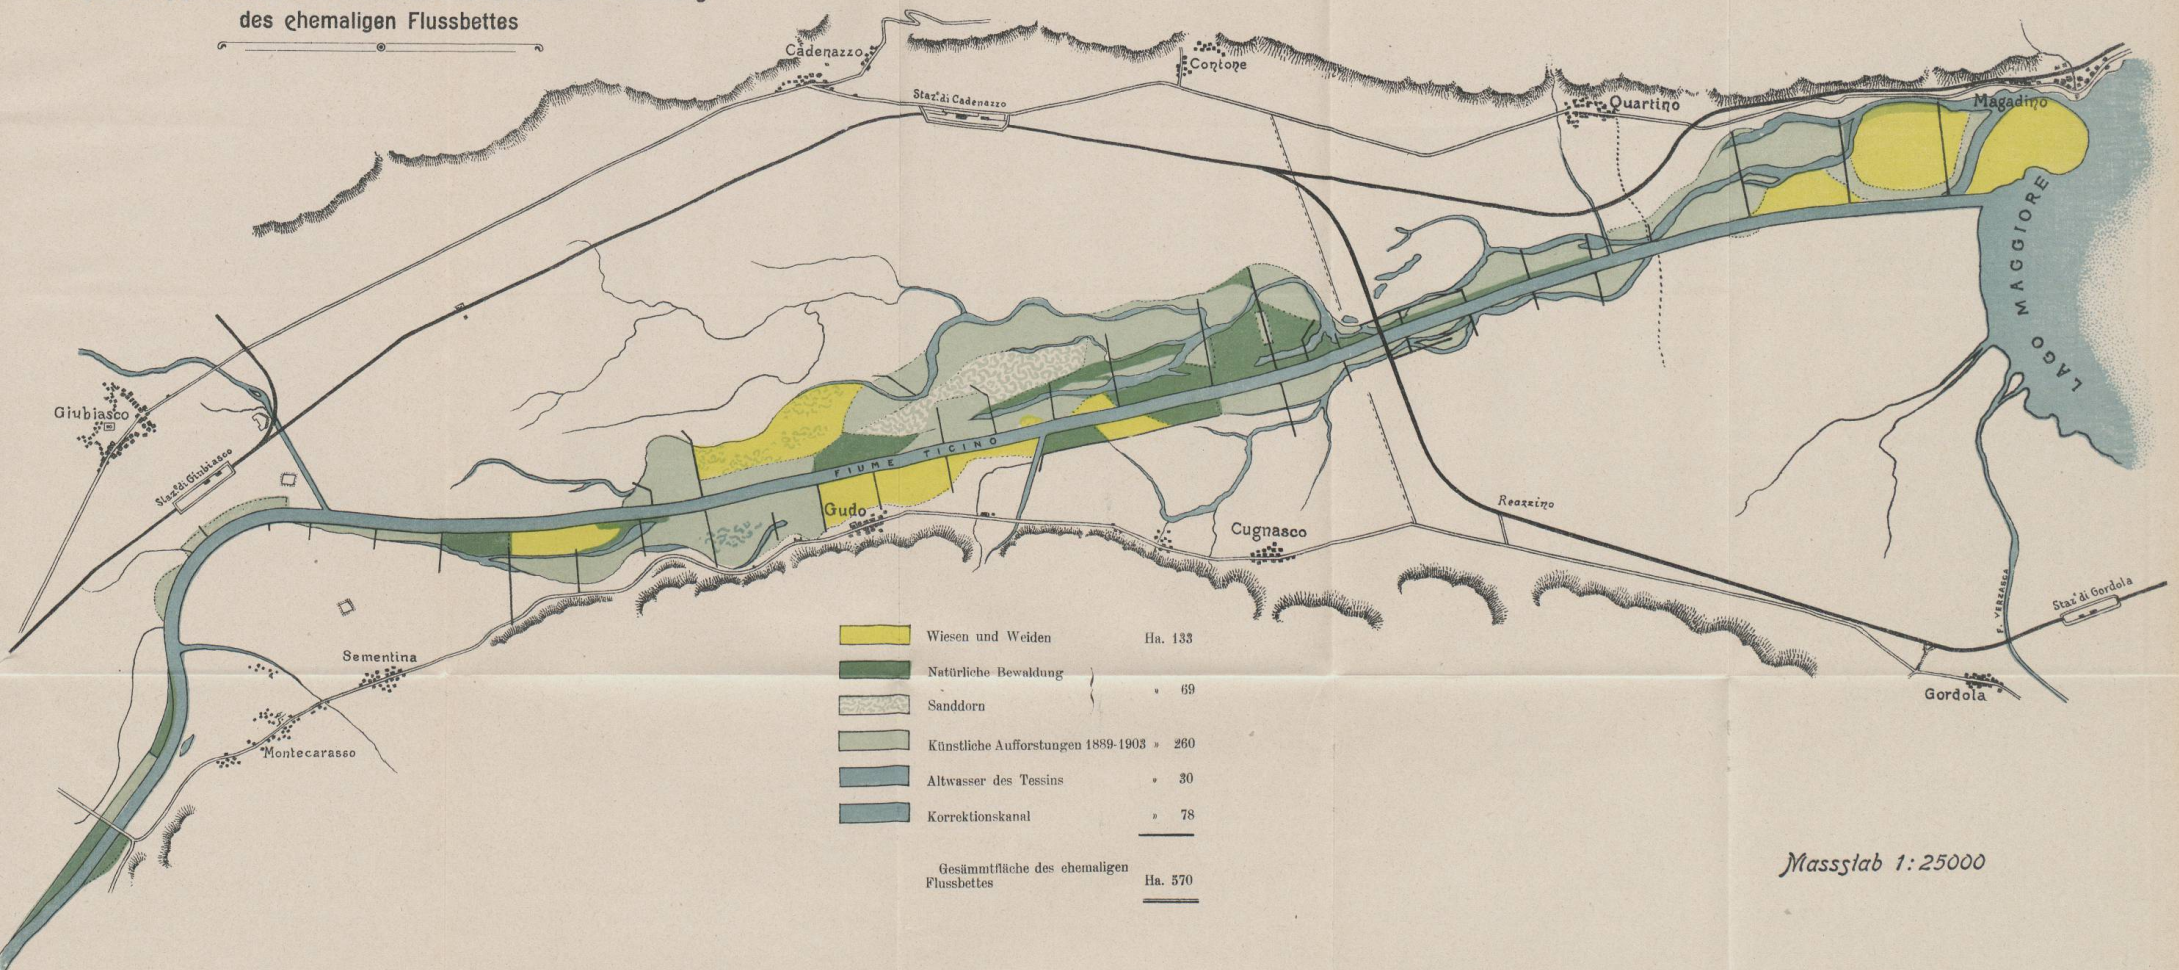 des ehemaligen Flussbettes
Cadenazzo
Contone
Staz.e di Cadenazzo
Quartino
Magadino
LAGO MAGGIORE
Giubiasco
Staz.e di Giubiasco
FIUME TICINO
Gudo
Cugnasco
Reazzino
F. VERZASCA
Staz.e di Gordola
Gordola
Sementina
Montecarasso
Wiesen und Weiden Ha. 133
Natürliche Bewaldung
" 69
Sanddorn
Künstliche Aufforstungen 1889-1903 » 260
Altwasser des Tessins " 30
Korrektionskanal » 78
Gesämmtfläche des ehemaligen
Flussbettes Ha. 570
Massstab 1:25000